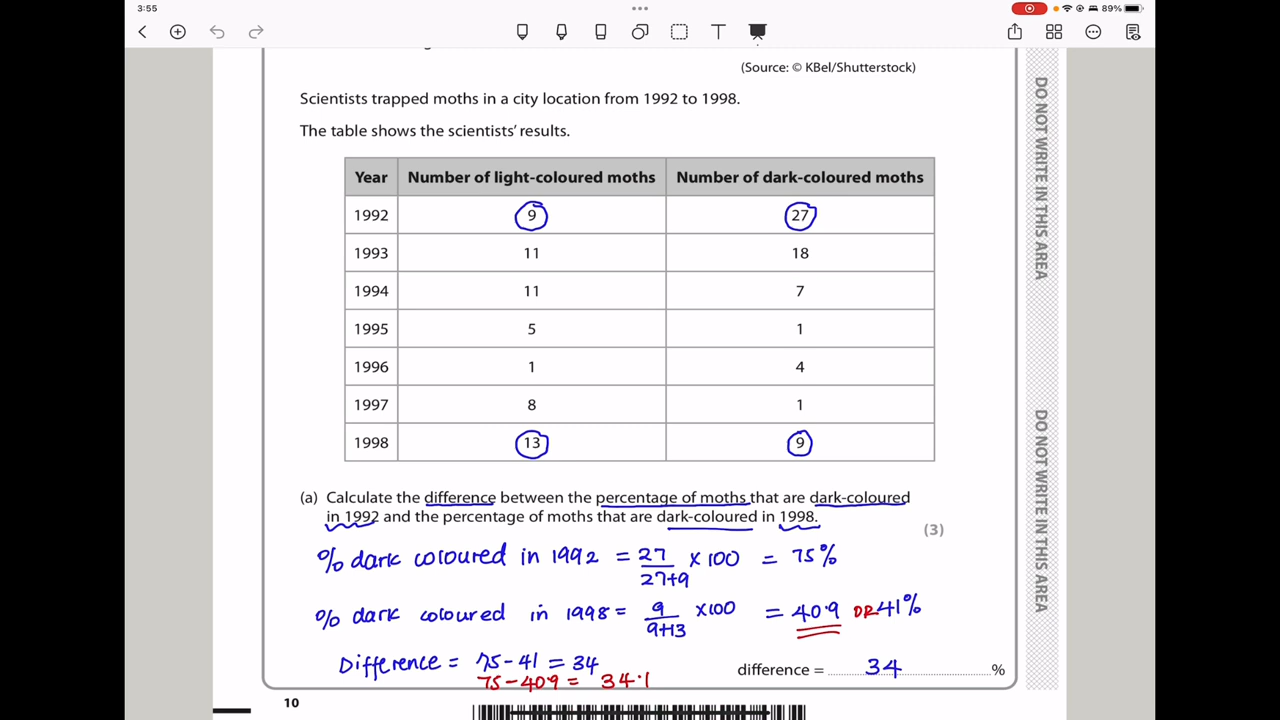 3:55
89%
T
(Source: © KBel/Shutterstock)
Scientists trapped moths in a city location from 1992 to 1998.
The table shows the scientists' results.
Year Number of light-coloured moths Number of dark-coloured moths
1992 9 27
1993 11 18
1994 11 7
1995 5 1
1996 1 4
1997 8 1
1998 13 9
(a) Calculate the difference between the percentage of moths that are dark-coloured
in 1992 and the percentage of moths that are dark-coloured in 1998.
(3)
% dark coloured in 1992 = 27/27+9 × 100 = 75%
% dark coloured in 1998 = 9/9+13 × 100 = 40.9 OR 41%
Difference = 75 - 41 = 34
75 - 40.9 = 34.1
difference = 34 %
10
DO NOT WRITE IN THIS AREA
DO NOT WRITE IN THIS AREA